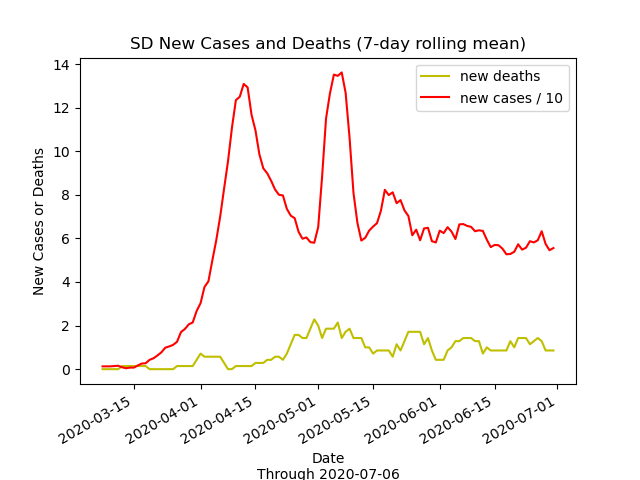 SD New Cases and Deaths (7-day rolling mean)
new deaths
new cases / 10
14
12
10
8
6
4
2
0
New Cases or Deaths
2020-03-15
2020-04-01
2020-04-15
2020-05-01
2020-05-15
2020-06-01
2020-06-15
2020-07-01
Date
Through 2020-07-06